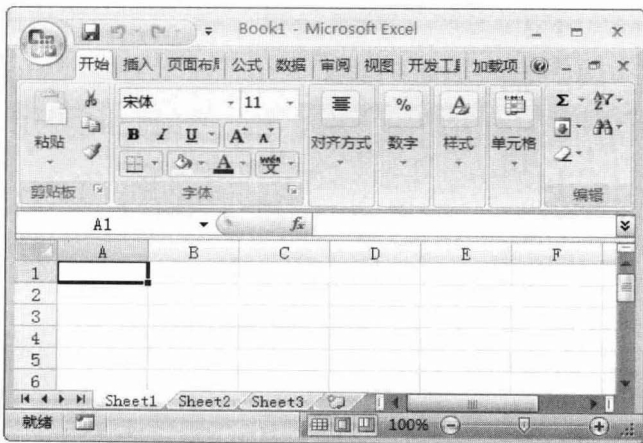 Book1 - Microsoft Excel
开始 插入 页面布局 公式 数据 审阅 视图 开发工具 加载项
宋体 11 % Σ
粘贴 B I U A A 对齐方式 数字 样式 单元格
A wén 变
剪贴板 字体 编辑
A1 fx
A B C D E F
1
2
3
4
5
6
Sheet1 Sheet2 Sheet3
就绪 100%